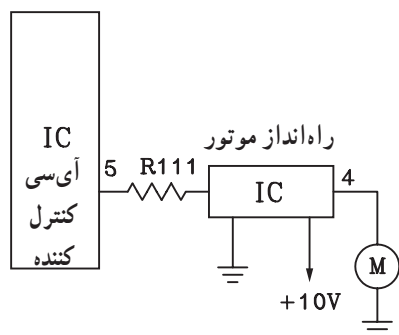 IC
آی‌سی
کنترل
کننده
5
R111
راه‌انداز موتور
IC
4
M
+10V